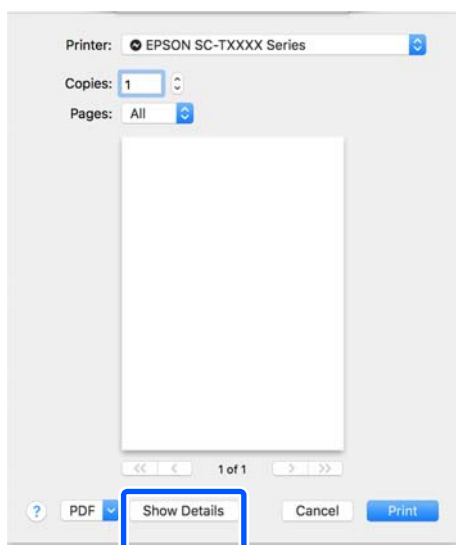 Printer: EPSON SC-TXXXX Series
Copies: 1
Pages: All
<< < 1 of 1 > >>
? PDF Show Details Cancel Print